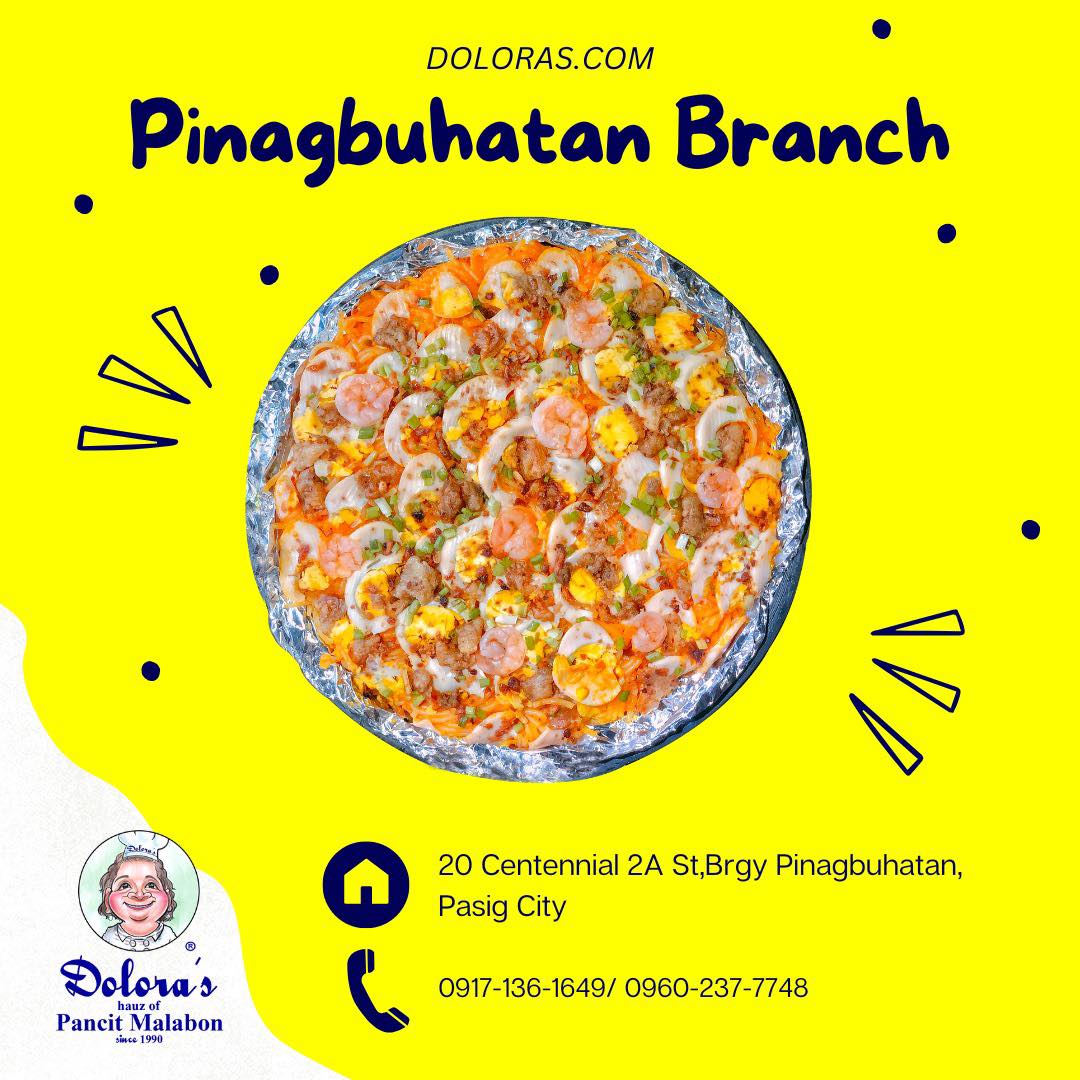 DOLORAS.COM
Pinagbuhatan Branch
20 Centennial 2A St,Brgy Pinagbuhatan,
Pasig City
0917-136-1649/ 0960-237-7748
Dolora's
®
Dolora's
hauz of
Pancit Malabon
since 1990